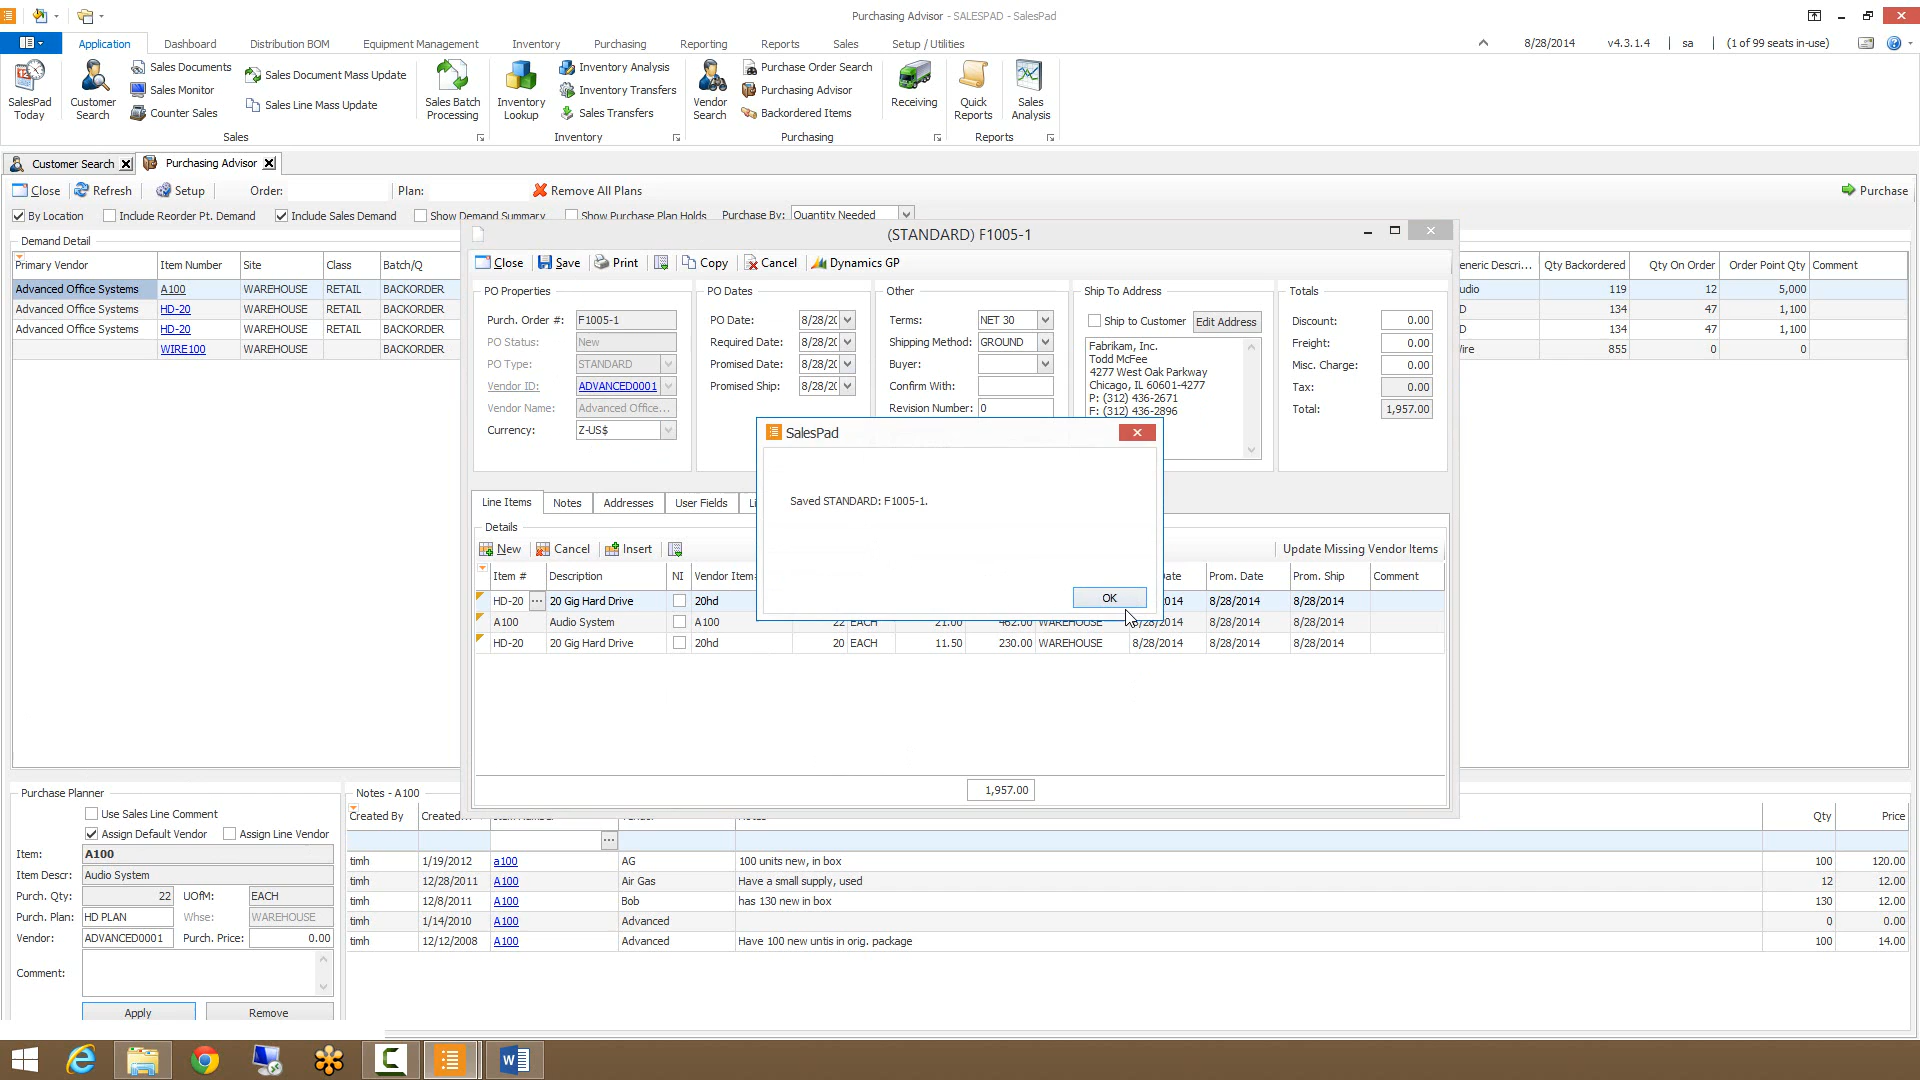 Purchasing Advisor - SALESPAD - SalesPad
Application Dashboard Distribution BOM Equipment Management Inventory Purchasing Reporting Reports Sales Setup / Utilities 8/28/2014 v4.3.1.4 sa (1 of 99 seats in-use)
SalesPad Today
Customer Search
Sales Documents
Sales Monitor
Counter Sales
Sales Document Mass Update
Sales Line Mass Update
Sales Batch Processing
Inventory Lookup
Inventory Analysis
Inventory Transfers
Sales Transfers
Vendor Search
Purchase Order Search
Purchasing Advisor
Backordered Items
Receiving
Quick Reports
Sales Analysis
Sales Inventory Purchasing Reports
Customer Search Purchasing Advisor
Close Refresh Setup Order: Plan: Remove All Plans Purchase
By Location Include Reorder Pt. Demand Include Sales Demand Show Demand Summary Show Purchase Plan Holds Purchase By: Quantity Needed
Demand Detail
Primary Vendor Item Number Site Class Batch/Q
Advanced Office Systems A100 WAREHOUSE RETAIL BACKORDER
Advanced Office Systems HD-20 WAREHOUSE RETAIL BACKORDER
Advanced Office Systems HD-20 WAREHOUSE RETAIL BACKORDER
WIRE100 WAREHOUSE BACKORDER
eneric Descri... Qty Backordered Qty On Order Order Point Qty Comment
udio 119 12 5,000
D 134 47 1,100
D 134 47 1,100
ire 855 0 0
(STANDARD) F1005-1
Close Save Print Copy Cancel Dynamics GP
PO Properties
Purch. Order #: F1005-1
PO Status: New
PO Type: STANDARD
Vendor ID: ADVANCED0001
Vendor Name: Advanced Office...
Currency: Z-US$
PO Dates
PO Date: 8/28/20
Required Date: 8/28/20
Promised Date: 8/28/20
Promised Ship: 8/28/20
Other
Terms: NET 30
Shipping Method: GROUND
Buyer:
Confirm With:
Revision Number: 0
Ship To Address
Ship to Customer Edit Address
Fabrikam, Inc.
Todd McFee
4277 West Oak Parkway
Chicago, IL 60601-4277
P: (312) 436-2671
F: (312) 436-2896
Totals
Discount: 0.00
Freight: 0.00
Misc. Charge: 0.00
Tax: 0.00
Total: 1,957.00
SalesPad
Saved STANDARD: F1005-1.
OK
Line Items Notes Addresses User Fields Li
Details
New Cancel Insert Update Missing Vendor Items
Item # Description NI Vendor Item ate Prom. Date Prom. Ship Comment
HD-20 ... 20 Gig Hard Drive 20hd 014 8/28/2014 8/28/2014
A100 Audio System A100 22 EACH 21.00 462.00 WAREHOUSE 8/28/2014 8/28/2014 8/28/2014
HD-20 20 Gig Hard Drive 20hd 20 EACH 11.50 230.00 WAREHOUSE 8/28/2014 8/28/2014 8/28/2014
1,957.00
Purchase Planner
Use Sales Line Comment
Assign Default Vendor Assign Line Vendor
Item: A100
Item Descr: Audio System
Purch. Qty: 22 UOfM: EACH
Purch. Plan: HD PLAN Whse: WAREHOUSE
Vendor: ADVANCED0001 Purch. Price: 0.00
Comment:
Apply Remove
Notes - A100
Created By Created... Qty Price
...
timh 1/19/2012 a100 AG 100 units new, in box 100 120.00
timh 12/28/2011 A100 Air Gas Have a small supply, used 12 12.00
timh 12/8/2011 A100 Bob has 130 new in box 130 12.00
timh 1/14/2010 A100 Advanced 0 0.00
timh 12/12/2008 A100 Advanced Have 100 new untis in orig. package 100 14.00